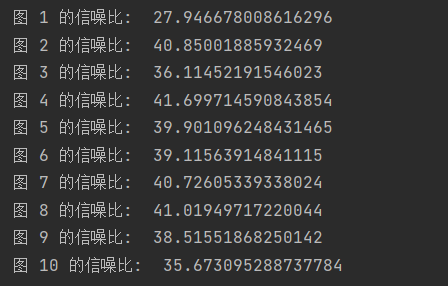 图 1 的信噪比:  27.946678008616296
图 2 的信噪比:  40.85001885932469
图 3 的信噪比:  36.11452191546023
图 4 的信噪比:  41.699714590843854
图 5 的信噪比:  39.901096248431465
图 6 的信噪比:  39.11563914841115
图 7 的信噪比:  40.72605339338024
图 8 的信噪比:  41.01949717220044
图 9 的信噪比:  38.51551868250142
图 10 的信噪比:  35.673095288737784